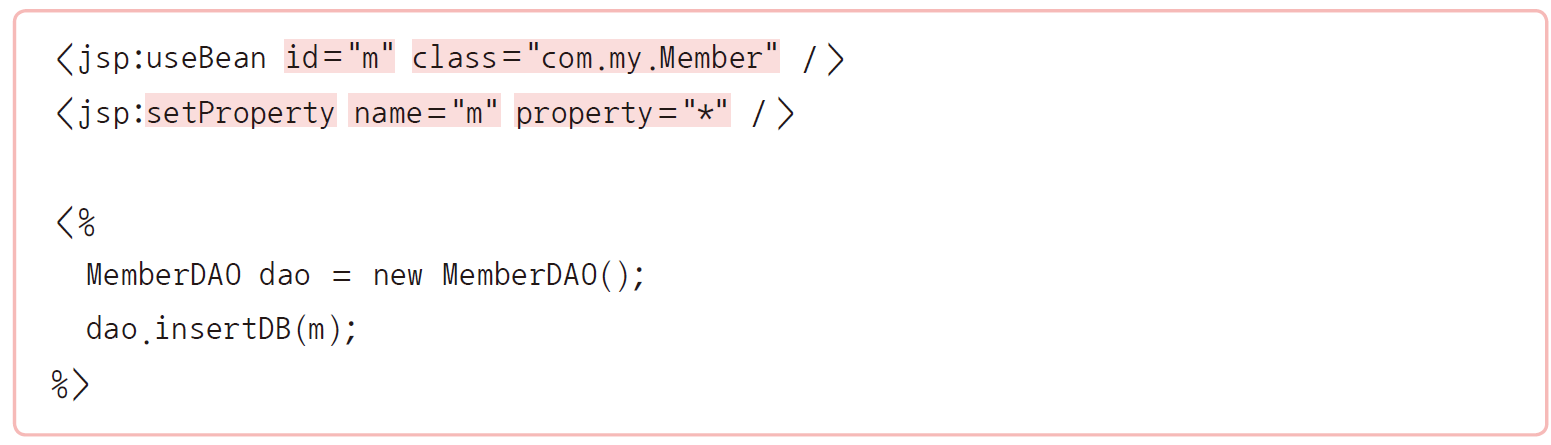 <jsp:useBean id="m" class="com.my.Member" />
<jsp:setProperty name="m" property="*" />
<%
MemberDAO dao = new MemberDAO();
dao.insertDB(m);
%>